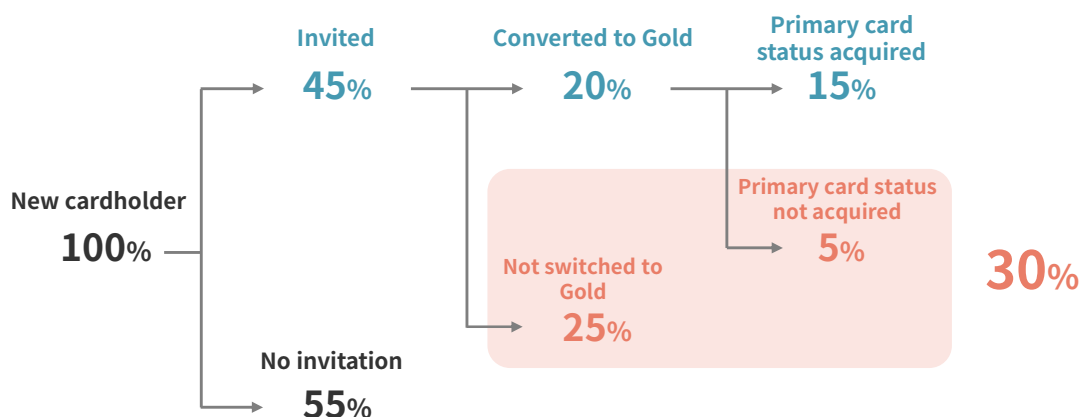 Invited
45%
Converted to Gold
20%
Primary card
status acquired
15%
New cardholder
100%
Primary card status
not acquired
5%
Not switched to
Gold
25%
30%
No invitation
55%